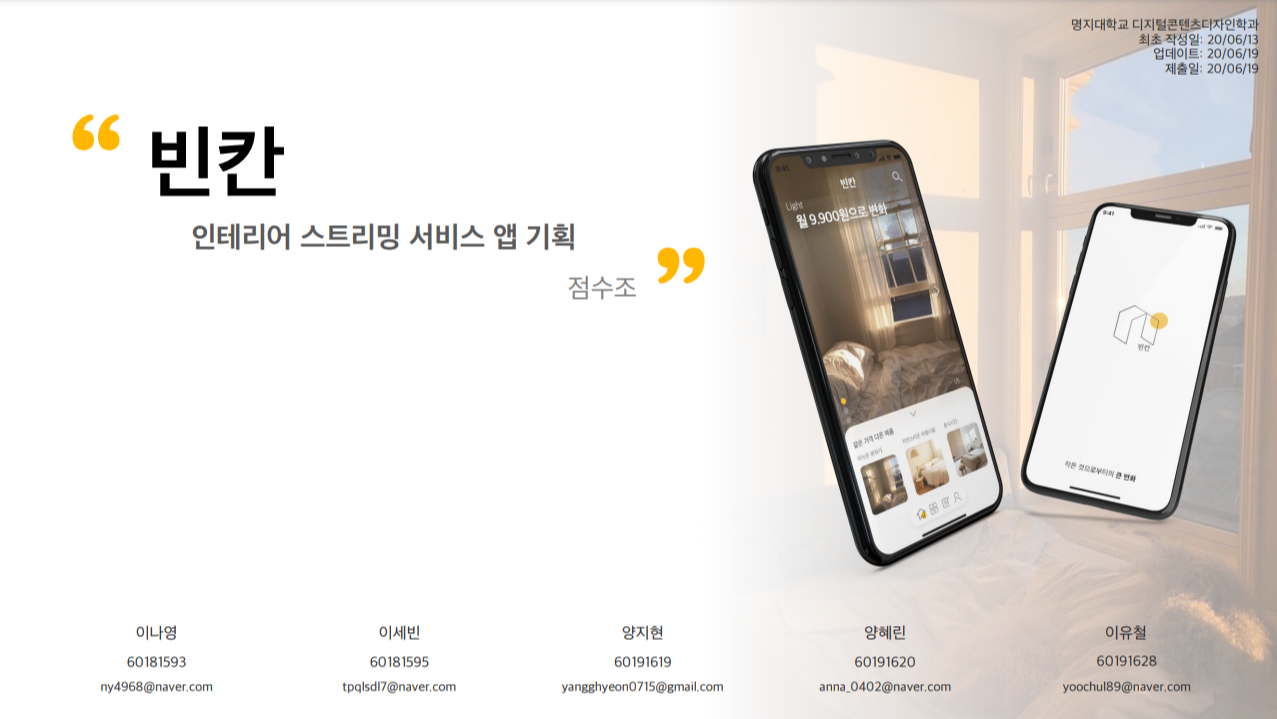 명지대학교 디지털콘텐츠디자인학과
최초 작성일: 20/06/13
업데이트: 20/06/19
제출일: 20/06/19
“ 빈칸
인테리어 스트리밍 서비스 앱 기획
점수조 ”
9:41
빈칸
Light
월 9.900원으로 변화
같은 가격 다른 제품
9:41
빈칸
작은 것으로부터의 큰 변화
이나영
60181593
ny4968@naver.com
이세빈
60181595
tpqlsdl7@naver.com
양지현
60191619
yangghyeon0715@gmail.com
양혜린
60191620
anna_0402@naver.com
이유철
60191628
yoochul89@naver.com